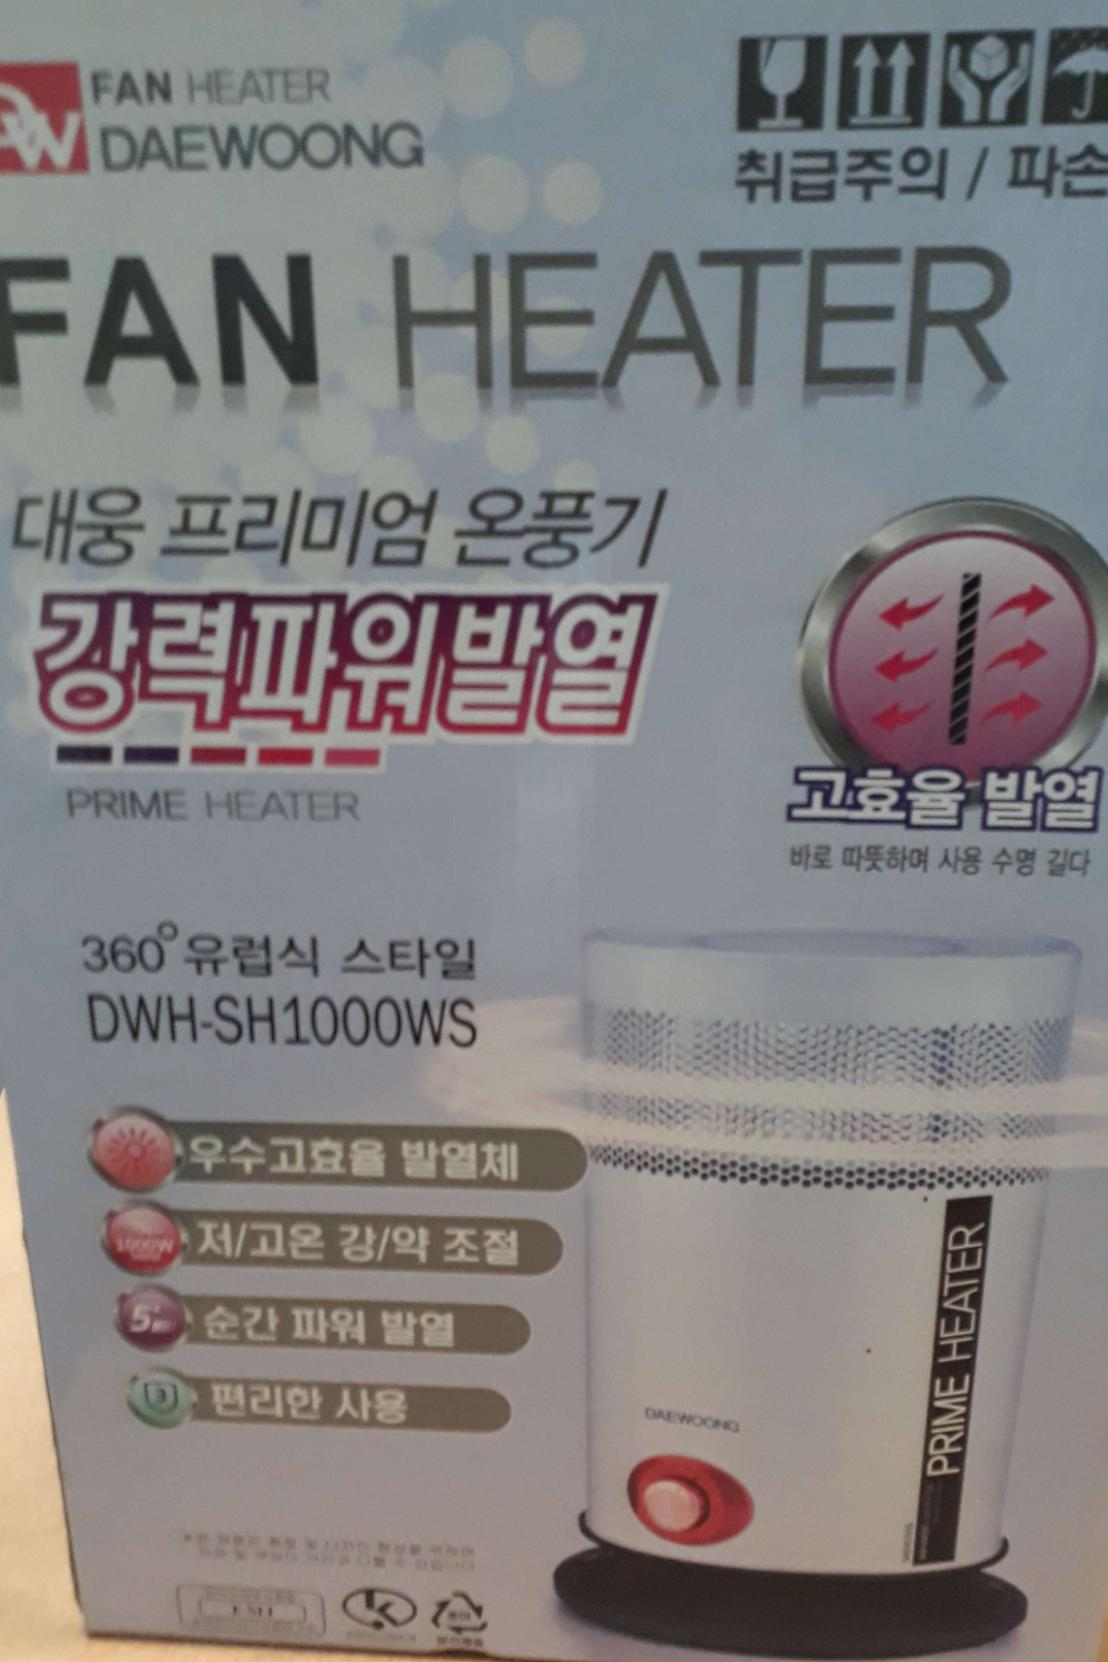 FAN HEATER
DAEWOONG
취급주의 / 파손
FAN HEATER
대웅 프리미엄 온풍기
강력파워발열
PRIME HEATER
고효율 발열
바로 따뜻하며 사용 수명 길다
360° 유럽식 스타일
DWH-SH1000WS
우수고효율 발열체
1000W
저/고온 강/약 조절
순간 파워 발열
3
편리한 사용
DAEWOONG
PRIME HEATER
EMI